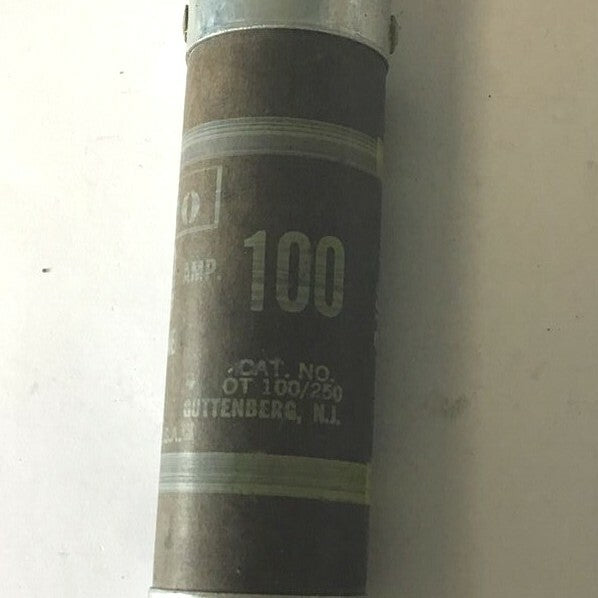 AMP. 100
CAT. NO.
OT 100/250
GUTTENBERG, N.J.